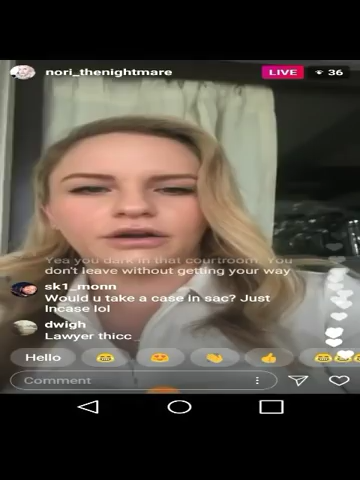 nori_thenightmare
LIVE
36
Yea you dark in that courtroom. You
don't leave without getting your way
sk1_monn
Would u take a case in sac? Just
Incase lol
dwigh
Lawyer thicc
Hello
Comment